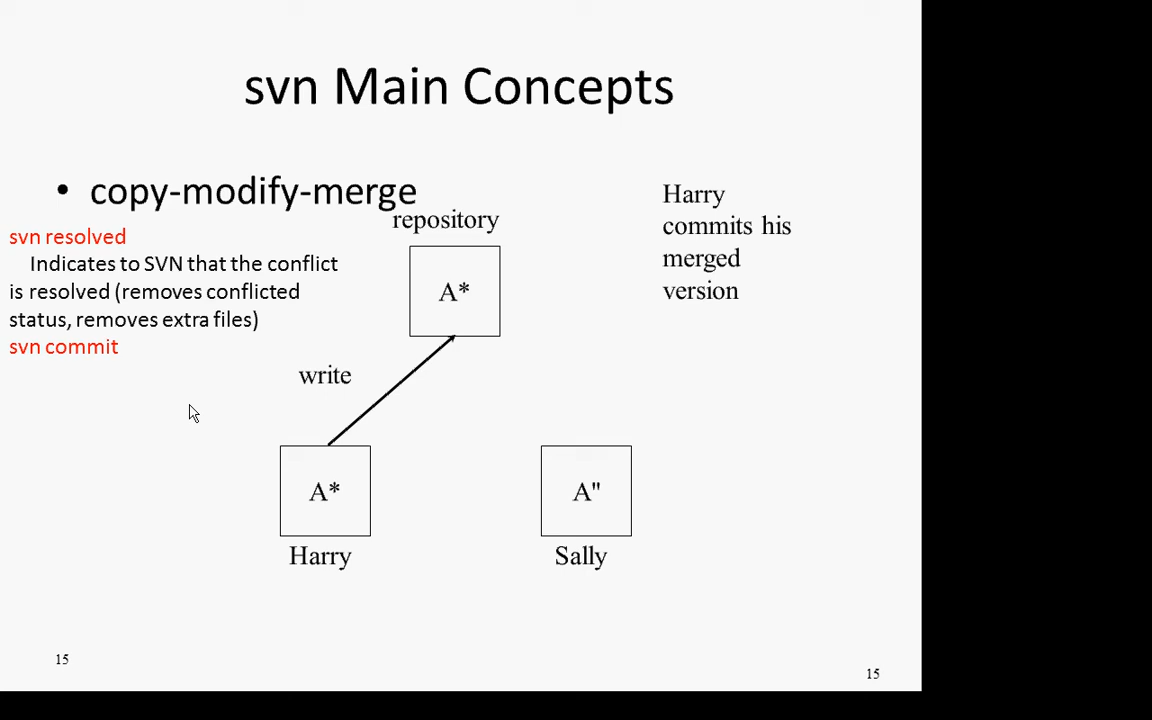 svn Main Concepts
• copy-modify-merge
repository
Harry
commits his
merged
version
svn resolved
Indicates to SVN that the conflict
is resolved (removes conflicted
status, removes extra files)
svn commit
A*
write
A*
A"
Harry
Sally
15
15